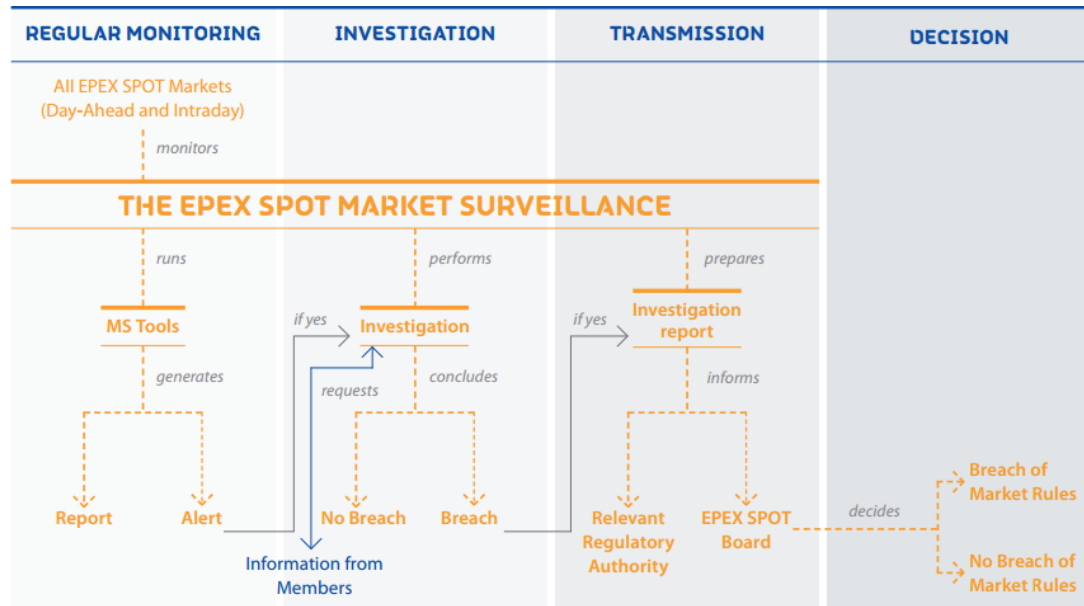 REGULAR MONITORING
INVESTIGATION
TRANSMISSION
DECISION
All EPEX SPOT Markets
(Day-Ahead and Intraday)
monitors
THE EPEX SPOT MARKET SURVEILLANCE
runs
performs
prepares
MS Tools
if yes
Investigation
if yes
Investigation
report
generates
requests
concludes
informs
Report
Alert
No Breach
Breach
Relevant
Regulatory
Authority
EPEX SPOT
Board
decides
Breach of
Market Rules
No Breach of
Market Rules
Information from
Members